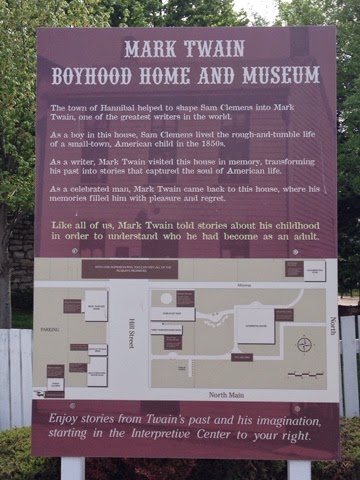 MARK TWAIN
BOYHOOD HOME AND MUSEUM
The town of Hannibal helped to shape Sam Clemens into Mark
Twain, one of the greatest writers in the world.
As a boy in this house, Sam Clemens lived the rough-and-tumble life
of a small-town, American child in the 1850s.
As a writer, Mark Twain visited this house in memory, transforming
his past into stories that captured the soul of American life.
As a celebrated man, Mark Twain came back to this house, where his
memories filled him with pleasure and regret.
Like all of us, Mark Twain told stories about his childhood
in order to understand who he had become as an adult.
PARKING
Hill Street
North
North Main
Enjoy stories from Twain's past and his imagination,
starting in the Interpretive Center to your right.